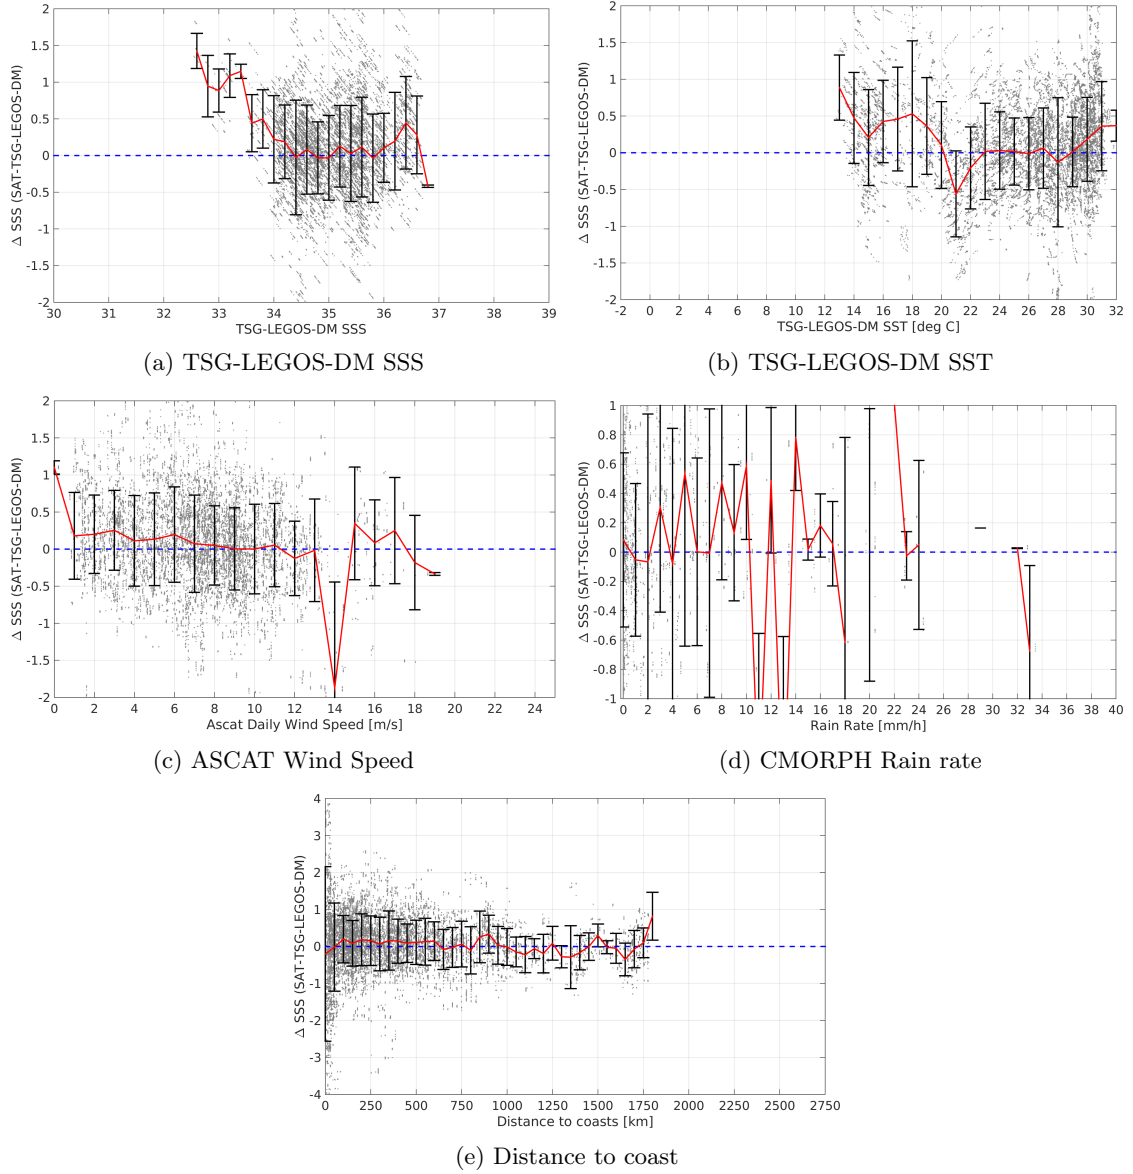 2
1.5
1
0.5
0
-0.5
-1
-1.5
-2
Δ SSS (SAT-TSG-LEGOS-DM)
30 31 32 33 34 35 36 37 38 39
TSG-LEGOS-DM SSS
(a) TSG-LEGOS-DM SSS
2
1.5
1
0.5
0
-0.5
-1
-1.5
-2
Δ SSS (SAT-TSG-LEGOS-DM)
-2 0 2 4 6 8 10 12 14 16 18 20 22 24 26 28 30 32
TSG-LEGOS-DM SST [deg C]
(b) TSG-LEGOS-DM SST
2
1.5
1
0.5
0
-0.5
-1
-1.5
-2
Δ SSS (SAT-TSG-LEGOS-DM)
0 2 4 6 8 10 12 14 16 18 20 22 24
Ascat Daily Wind Speed [m/s]
(c) ASCAT Wind Speed
1
0.8
0.6
0.4
0.2
0
-0.2
-0.4
-0.6
-0.8
-1
Δ SSS (SAT-TSG-LEGOS-DM)
0 2 4 6 8 10 12 14 16 18 20 22 24 26 28 30 32 34 36 38 40
Rain Rate [mm/h]
(d) CMORPH Rain rate
4
3
2
1
0
-1
-2
-3
-4
Δ SSS (SAT-TSG-LEGOS-DM)
0 250 500 750 1000 1250 1500 1750 2000 2250 2500 2750
Distance to coasts [km]
(e) Distance to coast